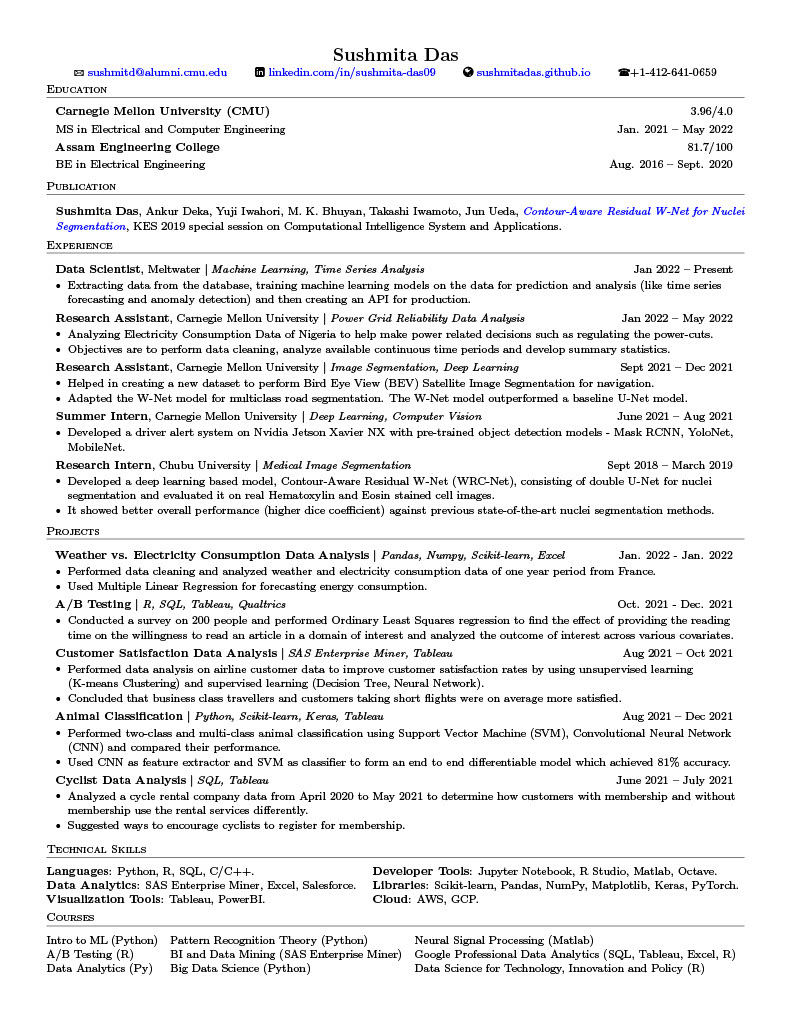 Sushmita Das
✉ sushmitd@alumni.cmu.edu linkedin.com/in/sushmita-das09 sushmitadas.github.io ☎+1-412-641-0659
Education
Carnegie Mellon University (CMU) 3.96/4.0
MS in Electrical and Computer Engineering Jan. 2021 – May 2022
Assam Engineering College 81.7/100
BE in Electrical Engineering Aug. 2016 – Sept. 2020
Publication
Sushmita Das, Ankur Deka, Yuji Iwahori, M. K. Bhuyan, Takashi Iwamoto, Jun Ueda, Contour-Aware Residual W-Net for Nuclei
Segmentation, KES 2019 special session on Computational Intelligence System and Applications.
Experience
Data Scientist, Meltwater | Machine Learning, Time Series Analysis Jan 2022 – Present
• Extracting data from the database, training machine learning models on the data for prediction and analysis (like time series
forecasting and anomaly detection) and then creating an API for production.
Research Assistant, Carnegie Mellon University | Power Grid Reliability Data Analysis Jan 2022 – May 2022
• Analyzing Electricity Consumption Data of Nigeria to help make power related decisions such as regulating the power-cuts.
• Objectives are to perform data cleaning, analyze available continuous time periods and develop summary statistics.
Research Assistant, Carnegie Mellon University | Image Segmentation, Deep Learning Sept 2021 – Dec 2021
• Helped in creating a new dataset to perform Bird Eye View (BEV) Satellite Image Segmentation for navigation.
• Adapted the W-Net model for multiclass road segmentation. The W-Net model outperformed a baseline U-Net model.
Summer Intern, Carnegie Mellon University | Deep Learning, Computer Vision June 2021 – Aug 2021
• Developed a driver alert system on Nvidia Jetson Xavier NX with pre-trained object detection models - Mask RCNN, YoloNet,
MobileNet.
Research Intern, Chubu University | Medical Image Segmentation Sept 2018 – March 2019
• Developed a deep learning based model, Contour-Aware Residual W-Net (WRC-Net), consisting of double U-Net for nuclei
segmentation and evaluated it on real Hematoxylin and Eosin stained cell images.
• It showed better overall performance (higher dice coefficient) against previous state-of-the-art nuclei segmentation methods.
Projects
Weather vs. Electricity Consumption Data Analysis | Pandas, Numpy, Scikit-learn, Excel Jan. 2022 - Jan. 2022
• Performed data cleaning and analyzed weather and electricity consumption data of one year period from France.
• Used Multiple Linear Regression for forecasting energy consumption.
A/B Testing | R, SQL, Tableau, Qualtrics Oct. 2021 - Dec. 2021
• Conducted a survey on 200 people and performed Ordinary Least Squares regression to find the effect of providing the reading
time on the willingness to read an article in a domain of interest and analyzed the outcome of interest across various covariates.
Customer Satisfaction Data Analysis | SAS Enterprise Miner, Tableau Aug 2021 – Oct 2021
• Performed data analysis on airline customer data to improve customer satisfaction rates by using unsupervised learning
(K-means Clustering) and supervised learning (Decision Tree, Neural Network).
• Concluded that business class travellers and customers taking short flights were on average more satisfied.
Animal Classification | Python, Scikit-learn, Keras, Tableau Aug 2021 – Dec 2021
• Performed two-class and multi-class animal classification using Support Vector Machine (SVM), Convolutional Neural Network
(CNN) and compared their performance.
• Used CNN as feature extractor and SVM as classifier to form an end to end differentiable model which achieved 81% accuracy.
Cyclist Data Analysis | SQL, Tableau June 2021 – July 2021
• Analyzed a cycle rental company data from April 2020 to May 2021 to determine how customers with membership and without
membership use the rental services differently.
• Suggested ways to encourage cyclists to register for membership.
Technical Skills
Languages: Python, R, SQL, C/C++. Developer Tools: Jupyter Notebook, R Studio, Matlab, Octave.
Data Analytics: SAS Enterprise Miner, Excel, Salesforce. Libraries: Scikit-learn, Pandas, NumPy, Matplotlib, Keras, PyTorch.
Visualization Tools: Tableau, PowerBI. Cloud: AWS, GCP.
Courses
Intro to ML (Python) Pattern Recognition Theory (Python) Neural Signal Processing (Matlab)
A/B Testing (R) BI and Data Mining (SAS Enterprise Miner) Google Professional Data Analytics (SQL, Tableau, Excel, R)
Data Analytics (Py) Big Data Science (Python) Data Science for Technology, Innovation and Policy (R)